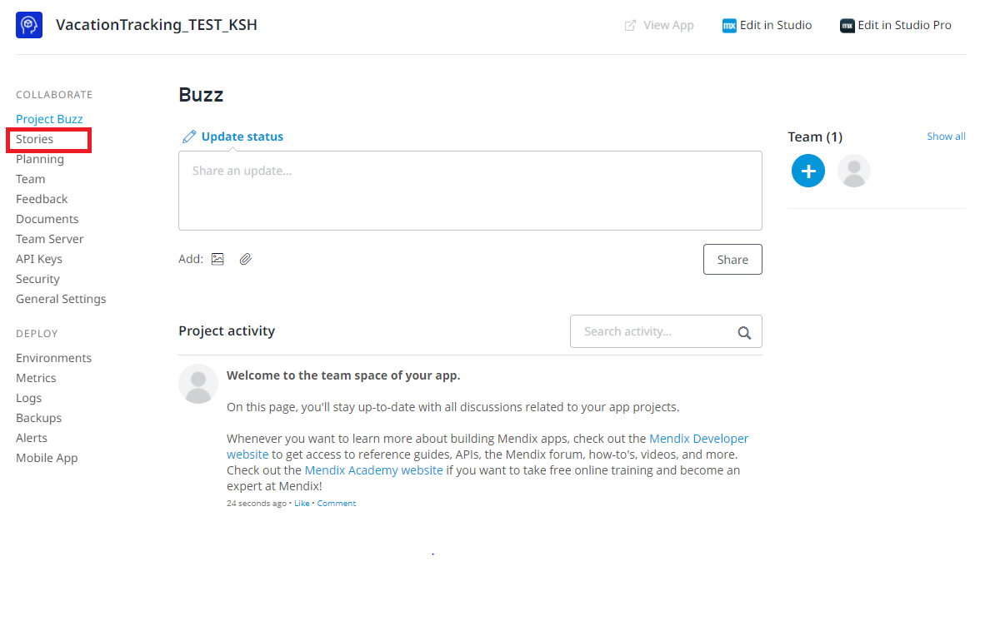 VacationTracking_TEST_KSH
View App
mx Edit in Studio
mx Edit in Studio Pro
COLLABORATE
Project Buzz
Stories
Planning
Team
Feedback
Documents
Team Server
API Keys
Security
General Settings
DEPLOY
Environments
Metrics
Logs
Backups
Alerts
Mobile App
Buzz
Update status
Share an update...
Add:
Share
Project activity
Search activity...
Welcome to the team space of your app.
On this page, you'll stay up-to-date with all discussions related to your app projects.
Whenever you want to learn more about building Mendix apps, check out the Mendix Developer
website to get access to reference guides, APIs, the Mendix forum, how-to's, videos, and more.
Check out the Mendix Academy website if you want to take free online training and become an
expert at Mendix!
24 seconds ago • Like • Comment
.
Team (1)
Show all